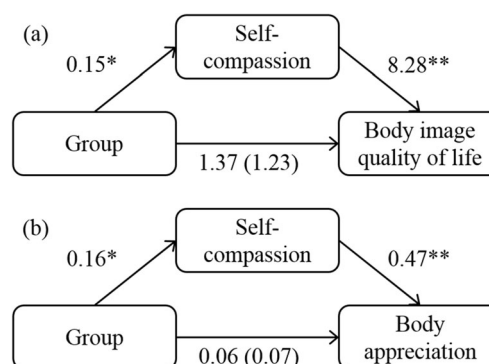 (a)
Self-
compassion
0.15*
8.28**
Group
Body image
quality of life
1.37 (1.23)
(b)
Self-
compassion
0.16*
0.47**
Group
Body
appreciation
0.06 (0.07)